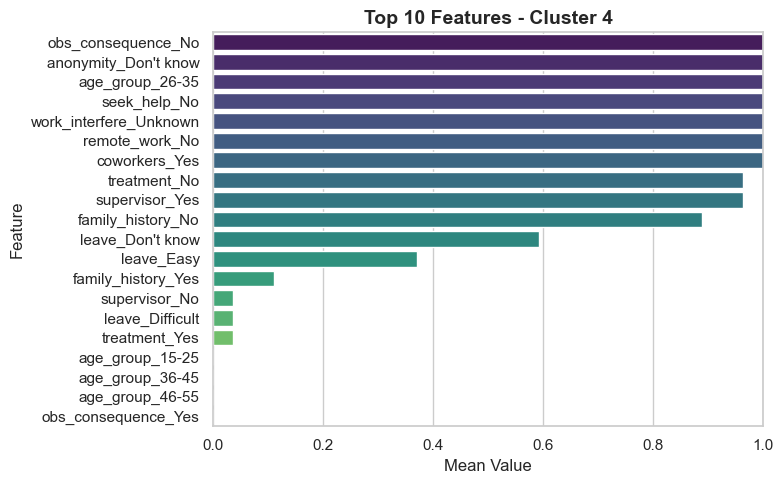 Top 10 Features - Cluster 4
Feature
obs_consequence_No
anonymity_Don't know
age_group_26-35
seek_help_No
work_interfere_Unknown
remote_work_No
coworkers_Yes
treatment_No
supervisor_Yes
family_history_No
leave_Don't know
leave_Easy
family_history_Yes
supervisor_No
leave_Difficult
treatment_Yes
age_group_15-25
age_group_36-45
age_group_46-55
obs_consequence_Yes
0.0 0.2 0.4 0.6 0.8 1.0
Mean Value